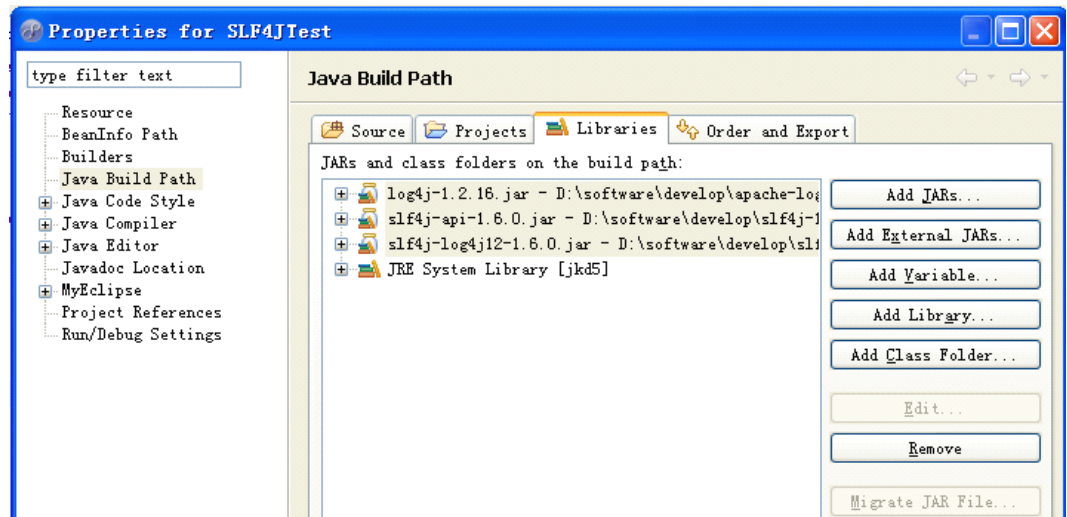 Properties for SLF4JTest
type filter text
Resource
BeanInfo Path
Builders
Java Build Path
Java Code Style
Java Compiler
Java Editor
Javadoc Location
MyEclipse
Project References
Run/Debug Settings
Java Build Path
Source Projects Libraries Order and Export
JARs and class folders on the build path:
log4j-1.2.16.jar - D:\software\develop\apache-log
slf4j-api-1.6.0.jar - D:\software\develop\slf4j-1
slf4j-log4j12-1.6.0.jar - D:\software\develop\slf
JRE System Library [jkd5]
Add JARs...
Add External JARs...
Add Variable...
Add Library...
Add Class Folder...
Edit...
Remove
Migrate JAR File...